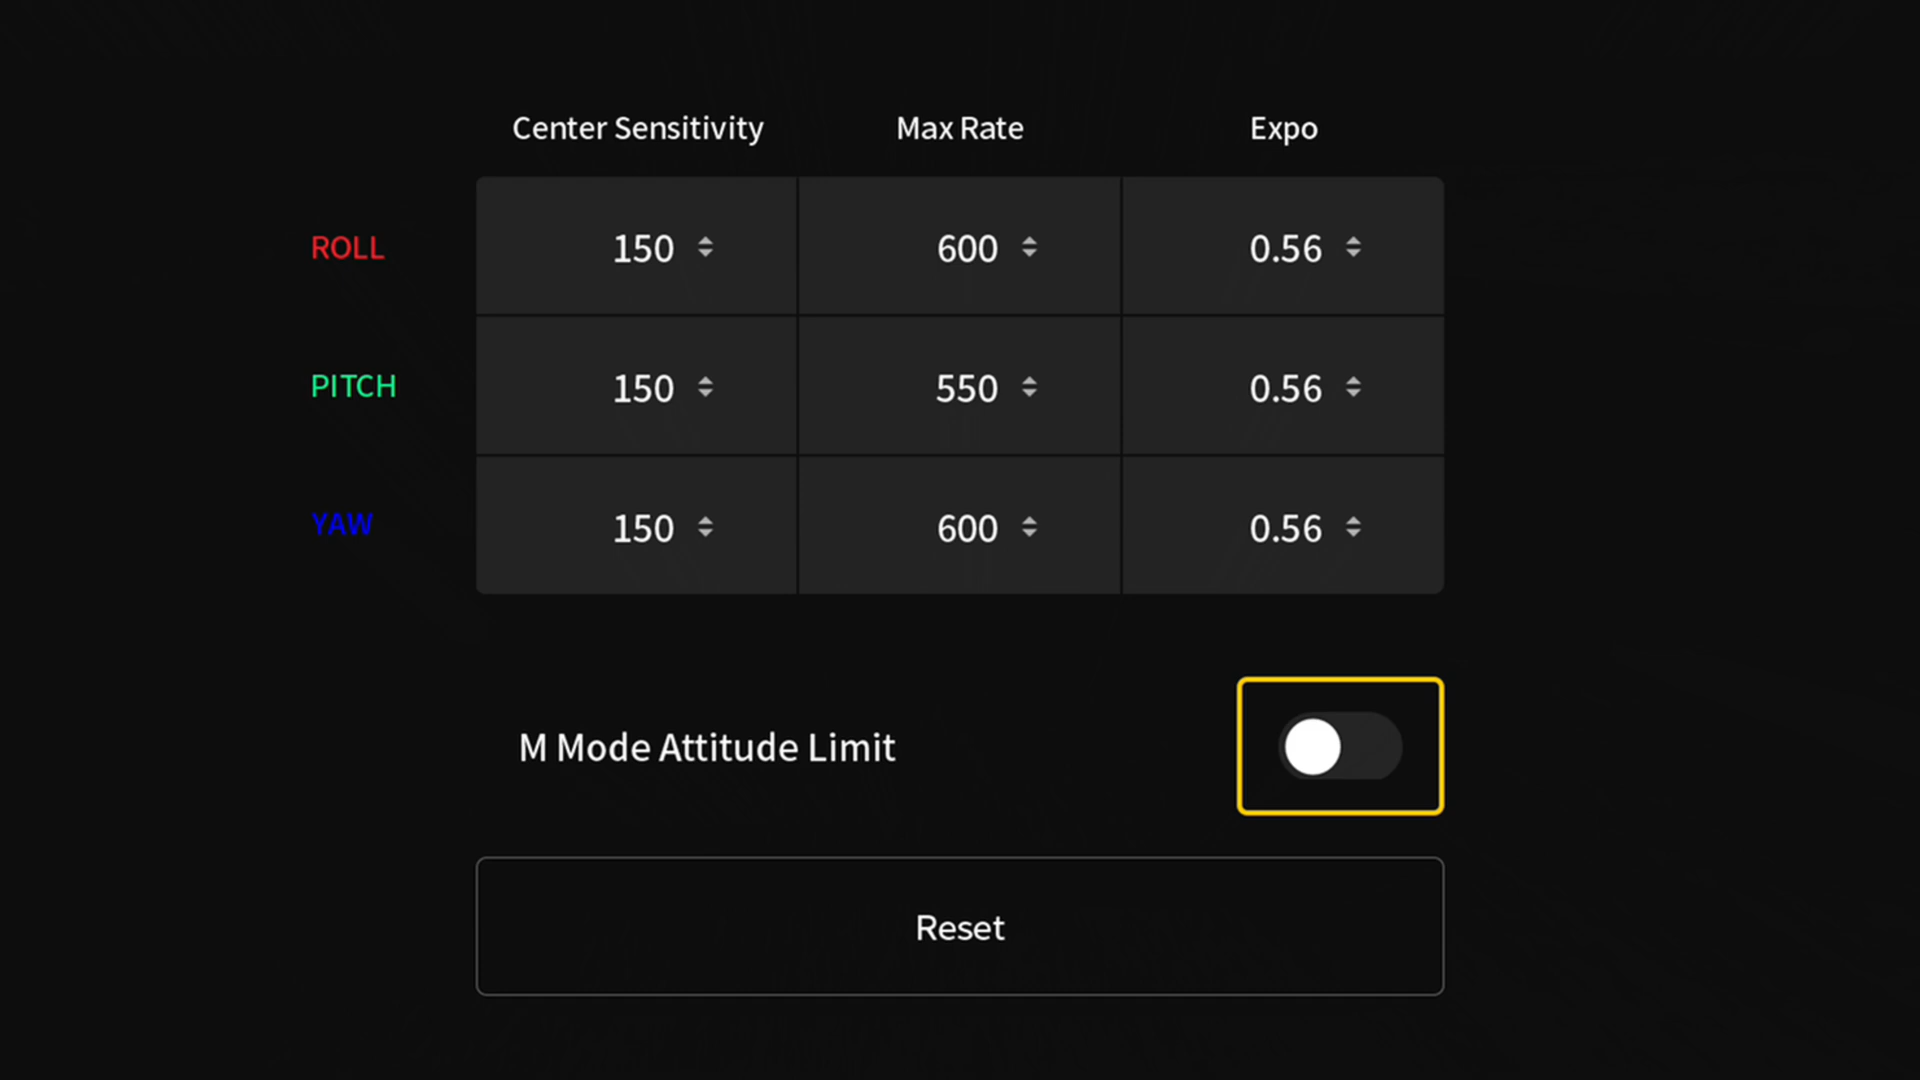 Center Sensitivity Max Rate Expo
ROLL 150 600 0.56
PITCH 150 550 0.56
YAW 150 600 0.56
M Mode Attitude Limit
Reset